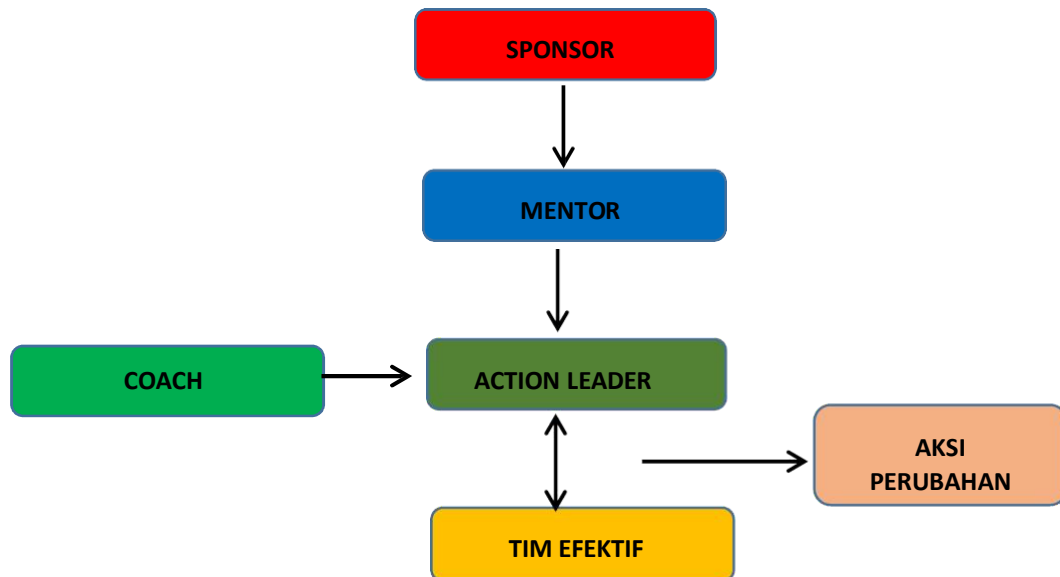 SPONSOR
MENTOR
COACH
ACTION LEADER
AKSI
PERUBAHAN
TIM EFEKTIF